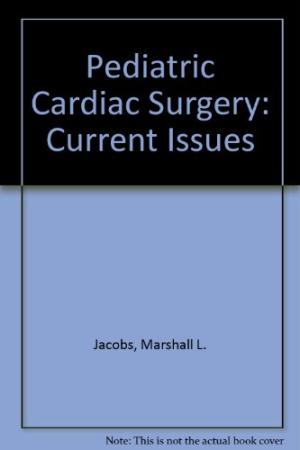 Pediatric
Cardiac Surgery:
Current Issues
Jacobs, Marshall L.
Note: This is not the actual book cover